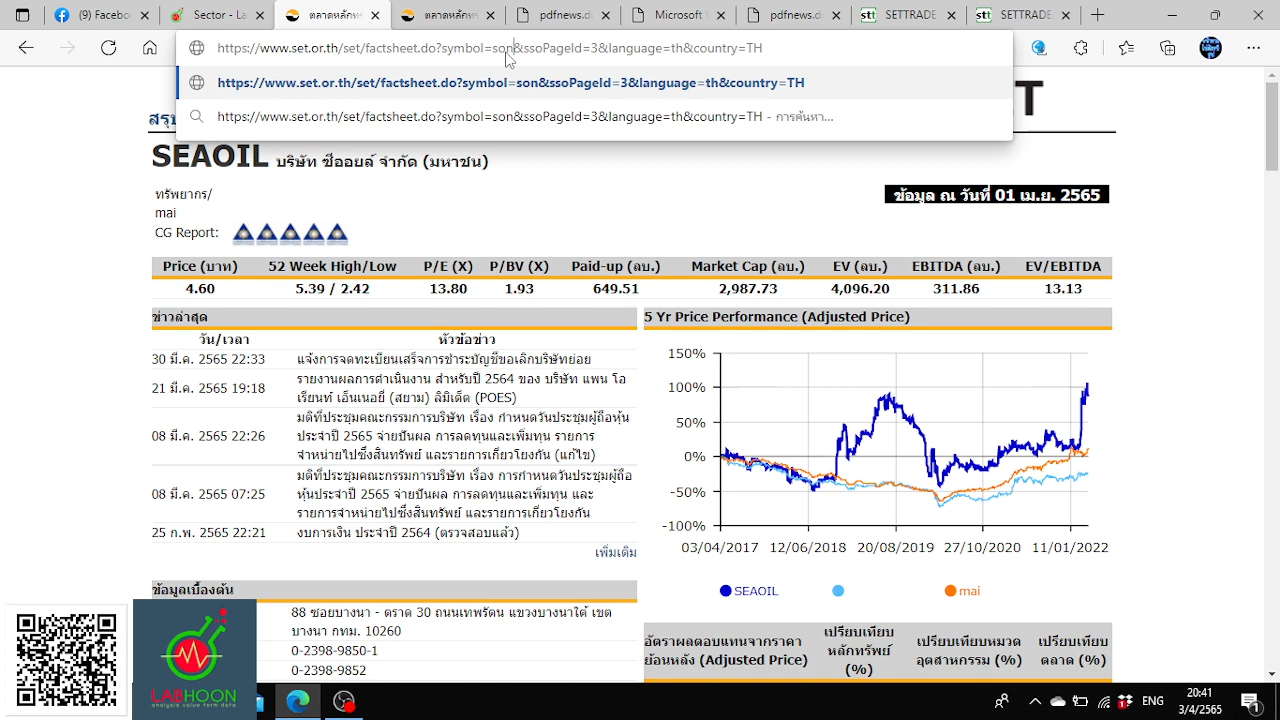 (9) Facebo
SETSMAR
Setup - La
ตลาดหลักท
ตลาดหลักท
รายละเอียด
Microsoft
Microsoft W
Microsoft
SETTRADE
SETTRADE
https://www.set.or.th/set/factsheet.do?symbol=son&ssoPageId=3&language=th&country=TH
https://www.set.or.th/set/factsheet.do?symbol=son&ssoPageId=3&language=th&country=TH
https://www.set.or.th/set/factsheet.do?symbol=son&ssoPageId=3&language=th&country=TH - การค้นหา...
สรุป
T
SEAOIL บริษัท ซีออยล์ จำกัด (มหาชน)
ทรัพยากร/
mai
ข้อมูล ณ วันที่ 01 เม.ย. 2565
CG Report:
Price (บาท) 52 Week High/Low P/E (X) P/BV (X) Paid-up (ลบ.) Market Cap (ลบ.) EV (ลบ.) EBITDA (ลบ.) EV/EBITDA
4.60 5.39 / 2.42 13.80 1.93 649.51 2,987.73 4,096.20 311.86 13.13
ข่าวล่าสุด
วัน/เวลา หัวข้อข่าว
30 มี.ค. 2565 22:33 แจ้งการจดทะเบียนเสร็จการชำระบัญชีของเลิกบริษัทย่อย
21 มี.ค. 2565 19:18 รายงานผลการดำเนินงาน สำหรับปี 2564 ของ บริษัท แพน โอ
เรียนท์ เอ็นเนอยี่ (สยาม) ลิมิเต็ด (POES)
08 มี.ค. 2565 22:26 มติที่ประชุมคณะกรรมการบริษัท เรื่อง กำหนดวันประชุมผู้ถือหุ้น
ประจำปี 2565 จ่ายปันผล การลดทุนและเพิ่มทุน รายการ
จำหน่ายไปซึ่งสินทรัพย์ และรายการเกี่ยวโยงกัน (แก้ไข)
08 มี.ค. 2565 07:25 มติที่ประชุมคณะกรรมการบริษัท เรื่อง การกำหนดวันประชุมผู้ถือ
หุ้นประจำปี 2565 จ่ายปันผล การลดทุนและเพิ่มทุน และ
รายการจำหน่ายไปซึ่งสินทรัพย์ และรายการเกี่ยวโยงกัน
25 ก.พ. 2565 22:21 งบการเงิน ประจำปี 2564 (ตรวจสอบแล้ว)
เพิ่มเติม
5 Yr Price Performance (Adjusted Price)
150%
100%
50%
0%
-50%
-100%
03/04/2017 12/06/2018 20/08/2019 27/10/2020 11/01/2022
SEAOIL mai
ข้อมูลเบื้องต้น
88 ซอยบางนา - ตราด 30 ถนนเทพรัตน แขวงบางนาใต้ เขต
บางนา กทม. 10260
0-2398-9850-1
0-2398-9852
อัตราผลตอบแทนจากราคา
ย้อนหลัง (Adjusted Price)
เปรียบเทียบ
หลักทรัพย์
(%)
เปรียบเทียบหมวด
อุตสาหกรรม (%)
เปรียบเทียบ
ตลาด (%)
LABHOON
analysis value form data
ENG
20:41
3/4/2565